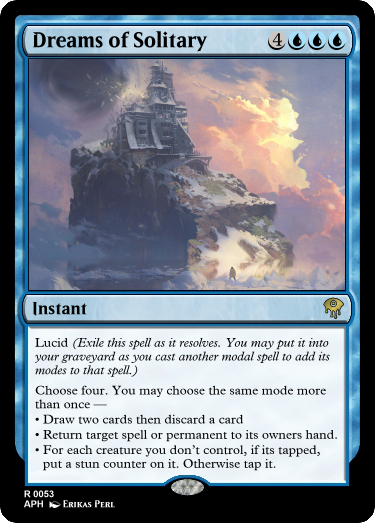 Dreams of Solitary 4
Instant
Lucid (Exile this spell as it resolves. You may put it into
your graveyard as you cast another modal spell to add its
modes to that spell.)
Choose four. You may choose the same mode more
than once —
• Draw two cards then discard a card
• Return target spell or permanent to its owners hand.
• For each creature you don't control, if its tapped,
put a stun counter on it. Otherwise tap it.
R 0053
APH Erikas Perl